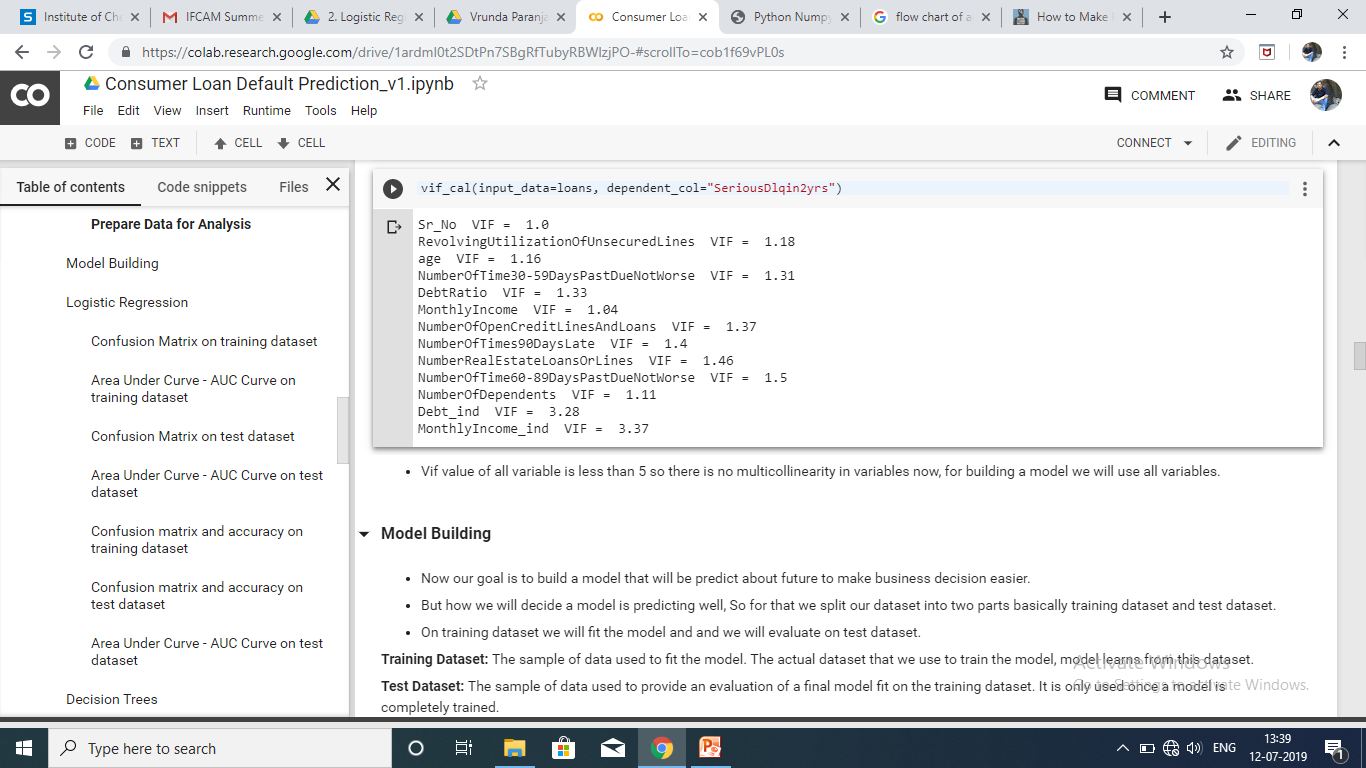 Institute of Che
IFCAM Summe
2. Logistic Reg
Vrunda Paranja
Consumer Loa
Python Numpy
flow chart of a
How to Make
https://colab.research.google.com/drive/1ardml0t2SDtPn7SBgRfTubyRBWlzjPO-#scrollTo=cob1f69vPL0s
CO
Consumer Loan Default Prediction_v1.ipynb
File Edit View Insert Runtime Tools Help
COMMENT
SHARE
CODE
TEXT
CELL
CELL
CONNECT
EDITING
Table of contents
Code snippets
Files
Prepare Data for Analysis
Model Building
Logistic Regression
Confusion Matrix on training dataset
Area Under Curve - AUC Curve on
training dataset
Confusion Matrix on test dataset
Area Under Curve - AUC Curve on test
dataset
Confusion matrix and accuracy on
training dataset
Confusion matrix and accuracy on
test dataset
Area Under Curve - AUC Curve on test
dataset
Decision Trees
vif_cal(input_data=loans, dependent_col="SeriousDlqin2yrs")
Sr_No VIF = 1.0
RevolvingUtilizationOfUnsecuredLines VIF = 1.18
age VIF = 1.16
NumberOfTime30-59DaysPastDueNotWorse VIF = 1.31
DebtRatio VIF = 1.33
MonthlyIncome VIF = 1.04
NumberOfOpenCreditLinesAndLoans VIF = 1.37
NumberOfTimes90DaysLate VIF = 1.4
NumberRealEstateLoansOrLines VIF = 1.46
NumberOfTime60-89DaysPastDueNotWorse VIF = 1.5
NumberOfDependents VIF = 1.11
Debt_ind VIF = 3.28
MonthlyIncome_ind VIF = 3.37
• Vif value of all variable is less than 5 so there is no multicollinearity in variables now, for building a model we will use all variables.
Model Building
• Now our goal is to build a model that will be predict about future to make business decision easier.
• But how we will decide a model is predicting well, So for that we split our dataset into two parts basically training dataset and test dataset.
• On training dataset we will fit the model and and we will evaluate on test dataset.
Training Dataset: The sample of data used to fit the model. The actual dataset that we use to train the model, model learns from this dataset.
Test Dataset: The sample of data used to provide an evaluation of a final model fit on the training dataset. It is only used once a model is
completely trained.
Activate Windows
Go to Settings to activate Windows.
Type here to search
ENG
13:39
12-07-2019
1